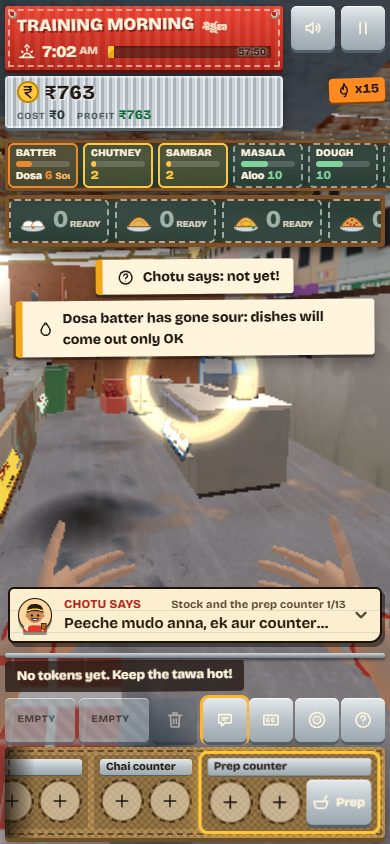 TRAINING MORNING శిక్షణ
7:02 AM
57:50
₹ ₹763
COST ₹0 PROFIT ₹763
x15
BATTER CHUTNEY SAMBAR MASALA DOUGH
Dosa 6 Sou 2 2 Aloo 10 10
0 READY 0 READY 0 READY 0
Chotu says: not yet!
Dosa batter has gone sour: dishes will
come out only OK
CHOTU SAYS Stock and the prep counter 1/13
Peeche mudo anna, ek aur counter...
No tokens yet. Keep the tawa hot!
EMPTY EMPTY CC
Chai counter Prep counter
Prep